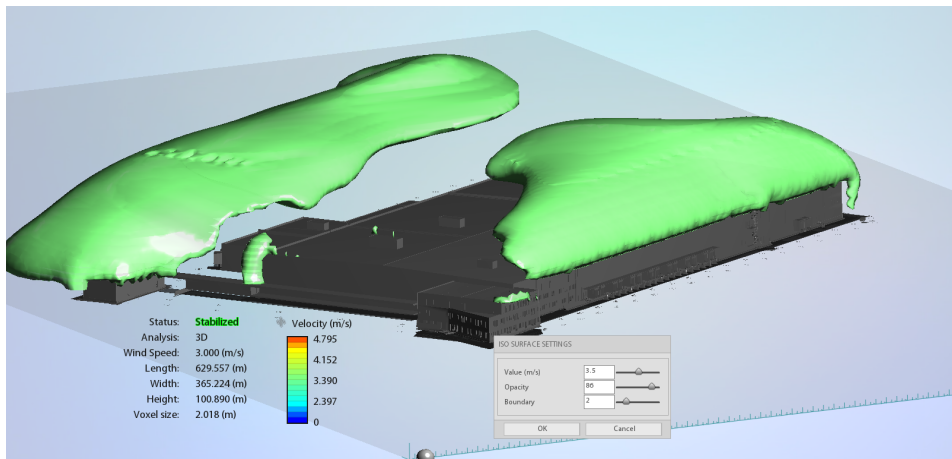 Status: Stabilized
Analysis: 3D
Wind Speed: 3.000 (m/s)
Length: 629.557 (m)
Width: 365.224 (m)
Height: 100.890 (m)
Voxel size: 2.018 (m)
Velocity (m/s)
4.795
4.152
3.390
2.397
0
ISO SURFACE SETTINGS
Value (m/s) 3.5
Opacity 86
Boundary 2
OK Cancel